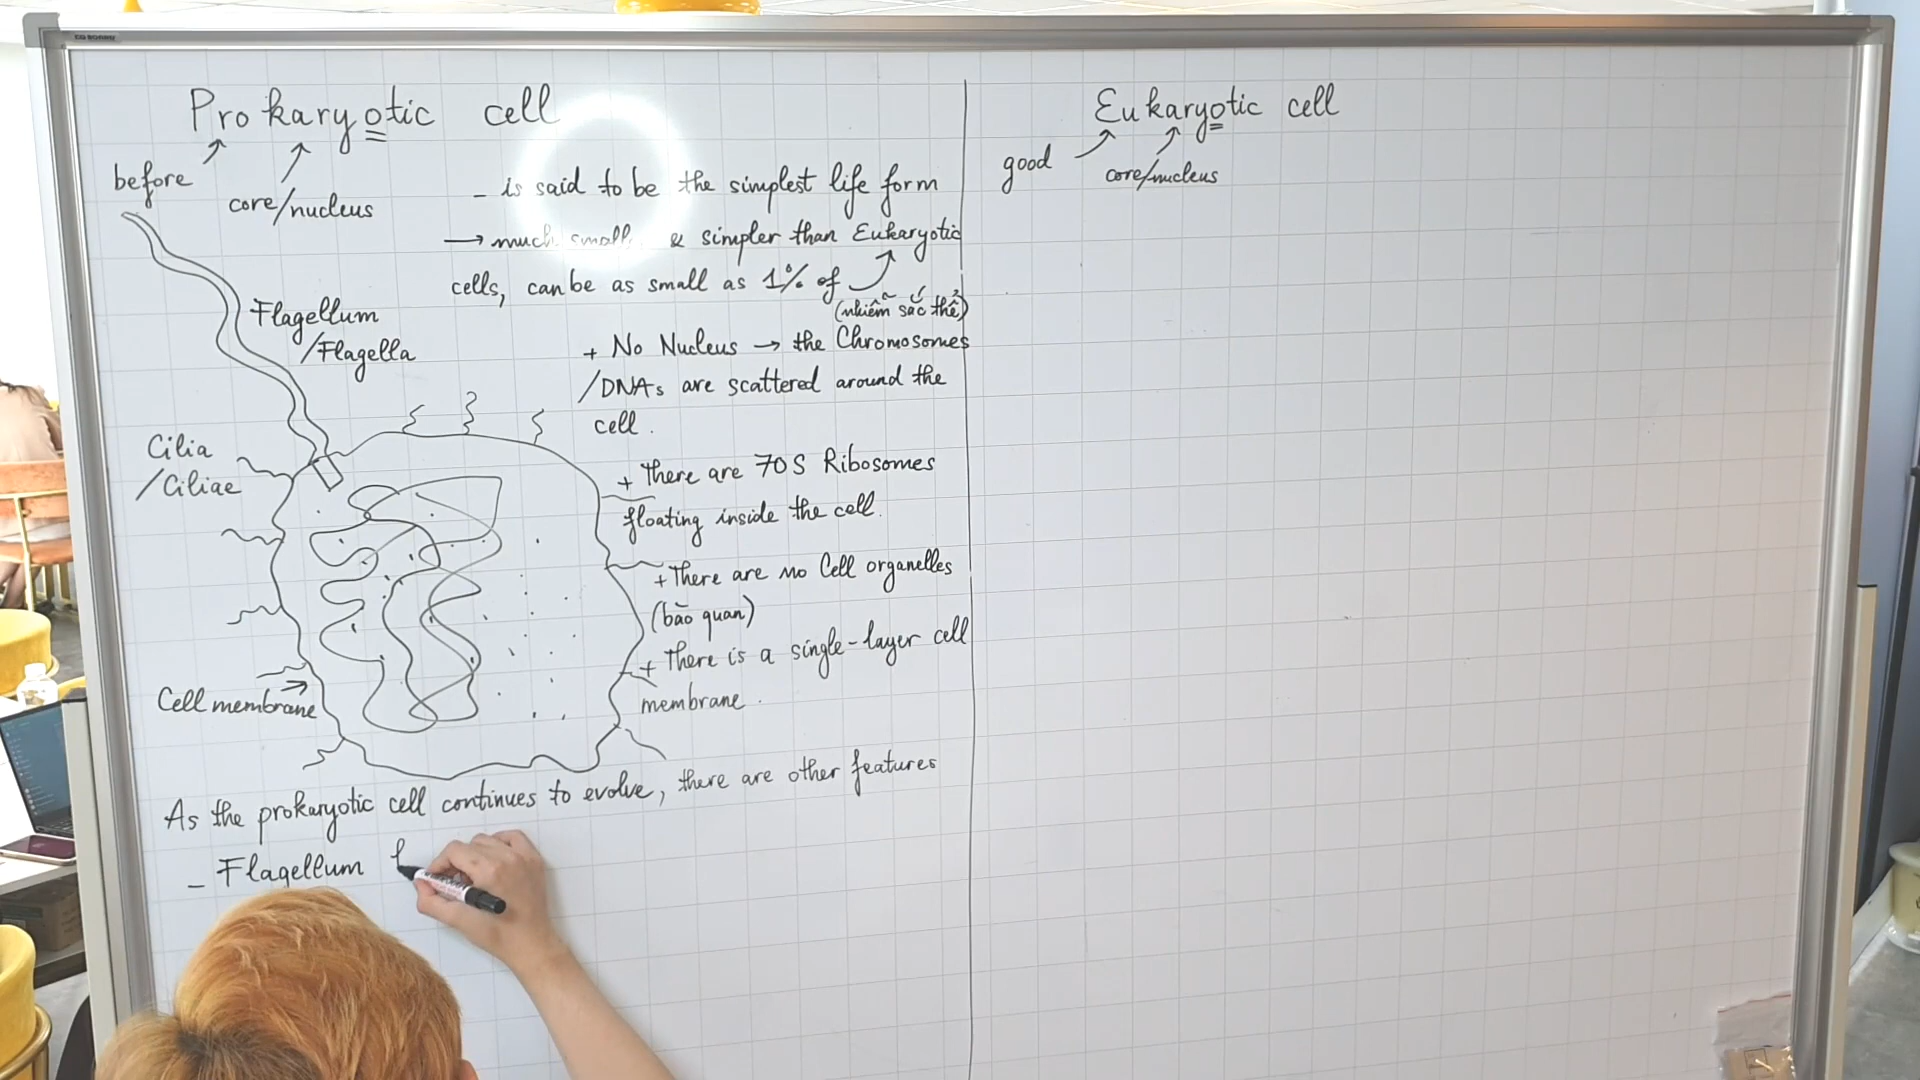 Prokaryotic cell
before
core/nucleus
- is said to be the simplest life form
→ much small & simpler than Eukaryotic
cells, can be as small as 1% of
(nhiễm sắc thể)
Flagellum
/Flagella
+ No Nucleus → the Chromosomes
/DNAs are scattered around the
cell.
Cilia
/Ciliae
+ There are 70S Ribosomes
floating inside the cell.
+ There are no Cell organelles
(bào quan)
+ There is a single-layer cell
membrane.
Cell membrane
As the prokaryotic cell continues to evolve, there are other features
- Flagellum
Eukaryotic cell
good
core/nucleus